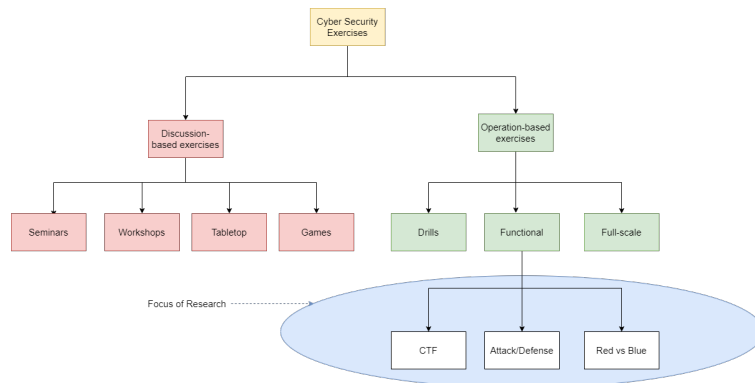 Cyber Security
Exercises
Discussion-
based exercises
Operation-based
exercises
Seminars
Workshops
Tabletop
Games
Drills
Functional
Full-scale
Focus of Research
CTF
Attack/Defense
Red vs Blue